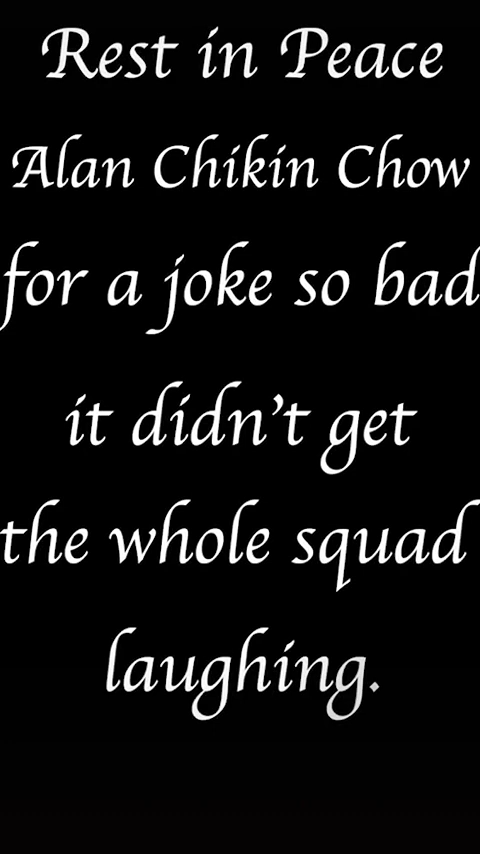 Rest in Peace
Alan Chikin Chow
for a joke so bad
it didn't get
the whole squad
laughing.